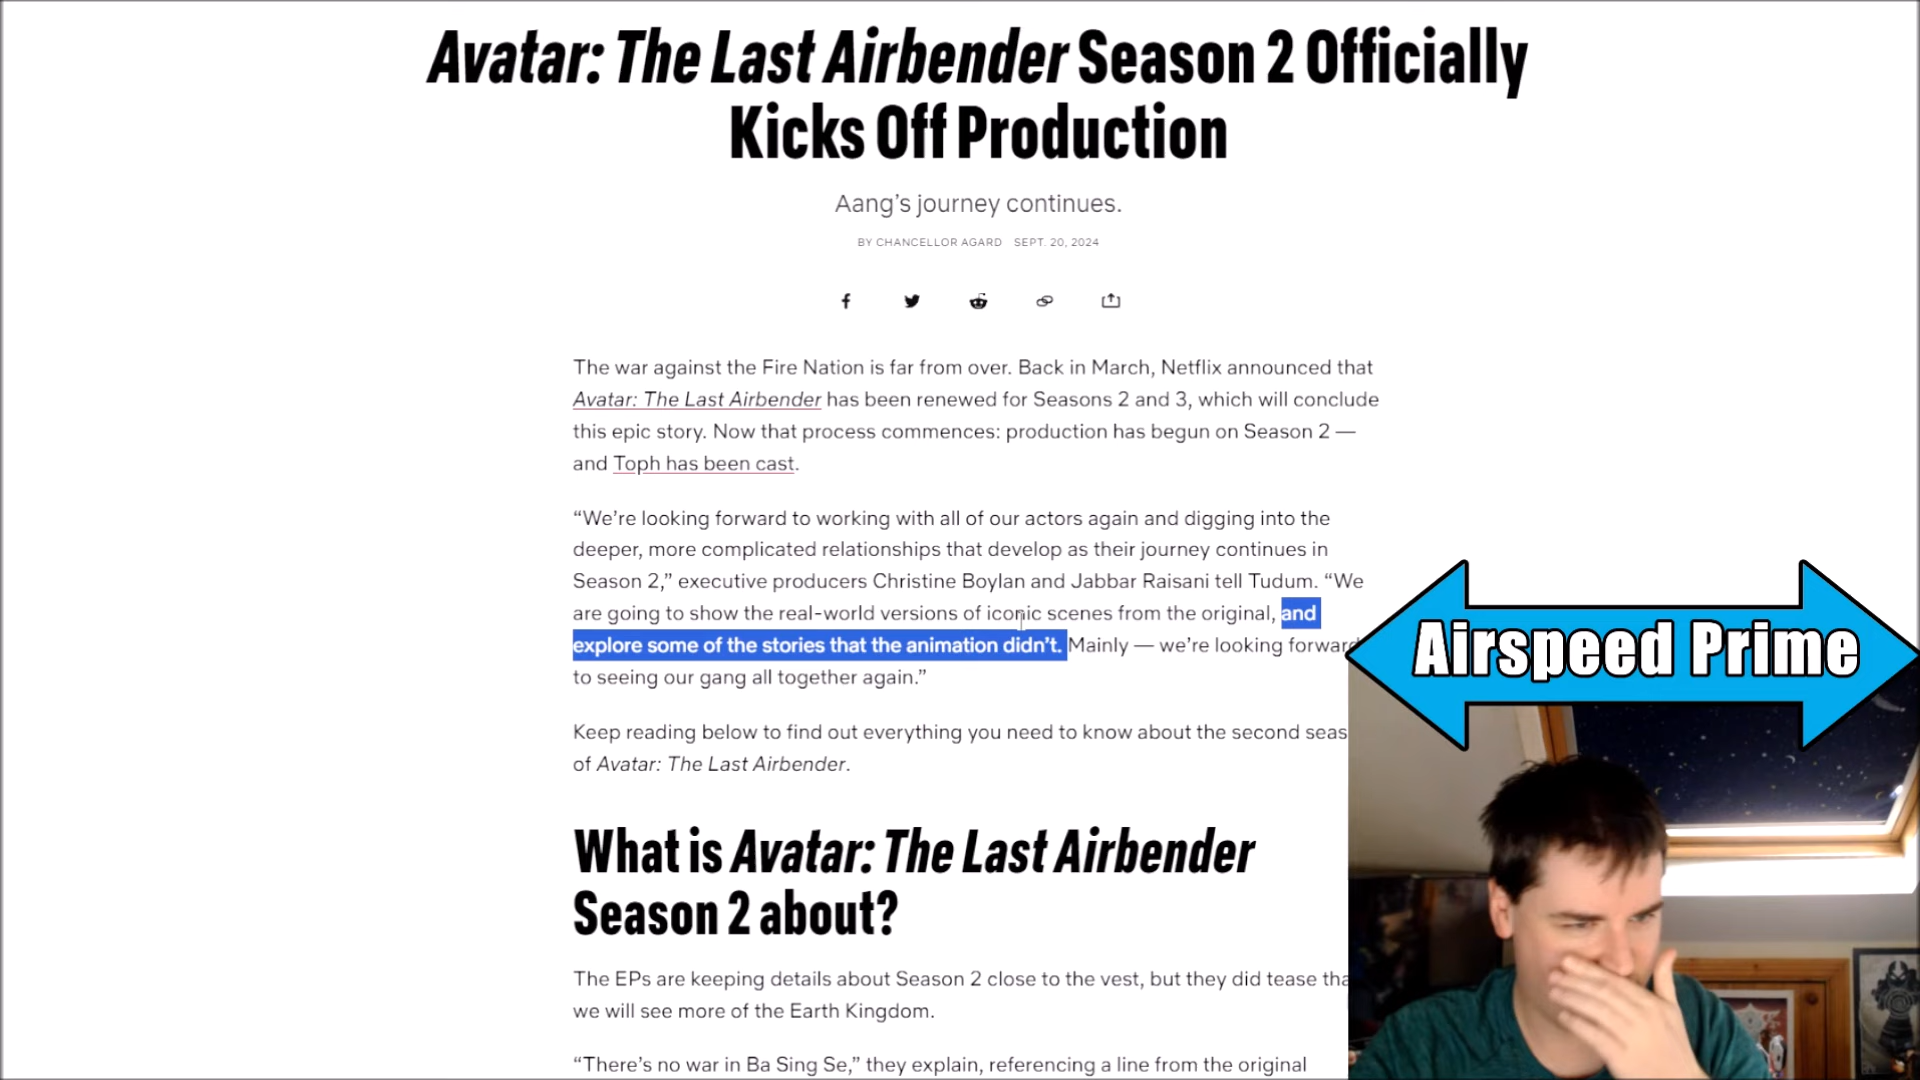 Avatar: The Last Airbender Season 2 Officially
Kicks Off Production
Aang’s journey continues.
BY CHANCELLOR AGARD SEPT. 20, 2024
The war against the Fire Nation is far from over. Back in March, Netflix announced that
Avatar: The Last Airbender has been renewed for Seasons 2 and 3, which will conclude
this epic story. Now that process commences: production has begun on Season 2 —
and Toph has been cast.
“We’re looking forward to working with all of our actors again and digging into the
deeper, more complicated relationships that develop as their journey continues in
Season 2,” executive producers Christine Boylan and Jabbar Raisani tell Tudum. “We
are going to show the real-world versions of iconic scenes from the original, and
explore some of the stories that the animation didn’t. Mainly — we’re looking forward
to seeing our gang all together again.”
Keep reading below to find out everything you need to know about the second seas
of Avatar: The Last Airbender.
What is Avatar: The Last Airbender
Season 2 about?
The EPs are keeping details about Season 2 close to the vest, but they did tease tha
we will see more of the Earth Kingdom.
“There’s no war in Ba Sing Se,” they explain, referencing a line from the original
Airspeed Prime